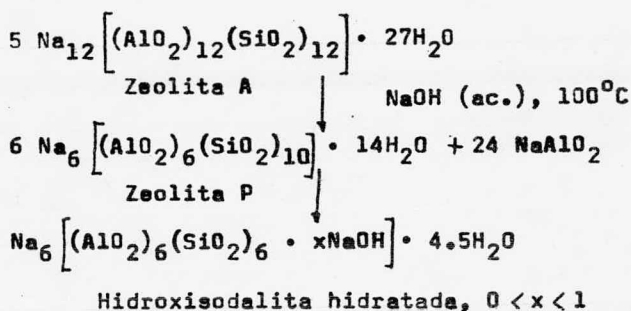 5 Na12[(AlO2)12(SiO2)12]· 27H2O
Zeolita A
NaOH (ac.), 100°C
6 Na6[(AlO2)6(SiO2)10]· 14H2O + 24 NaAlO2
Zeolita P
Na6[(AlO2)6(SiO2)6 · xNaOH]· 4.5H2O
Hidroxisodalita hidratada, 0 < x < 1